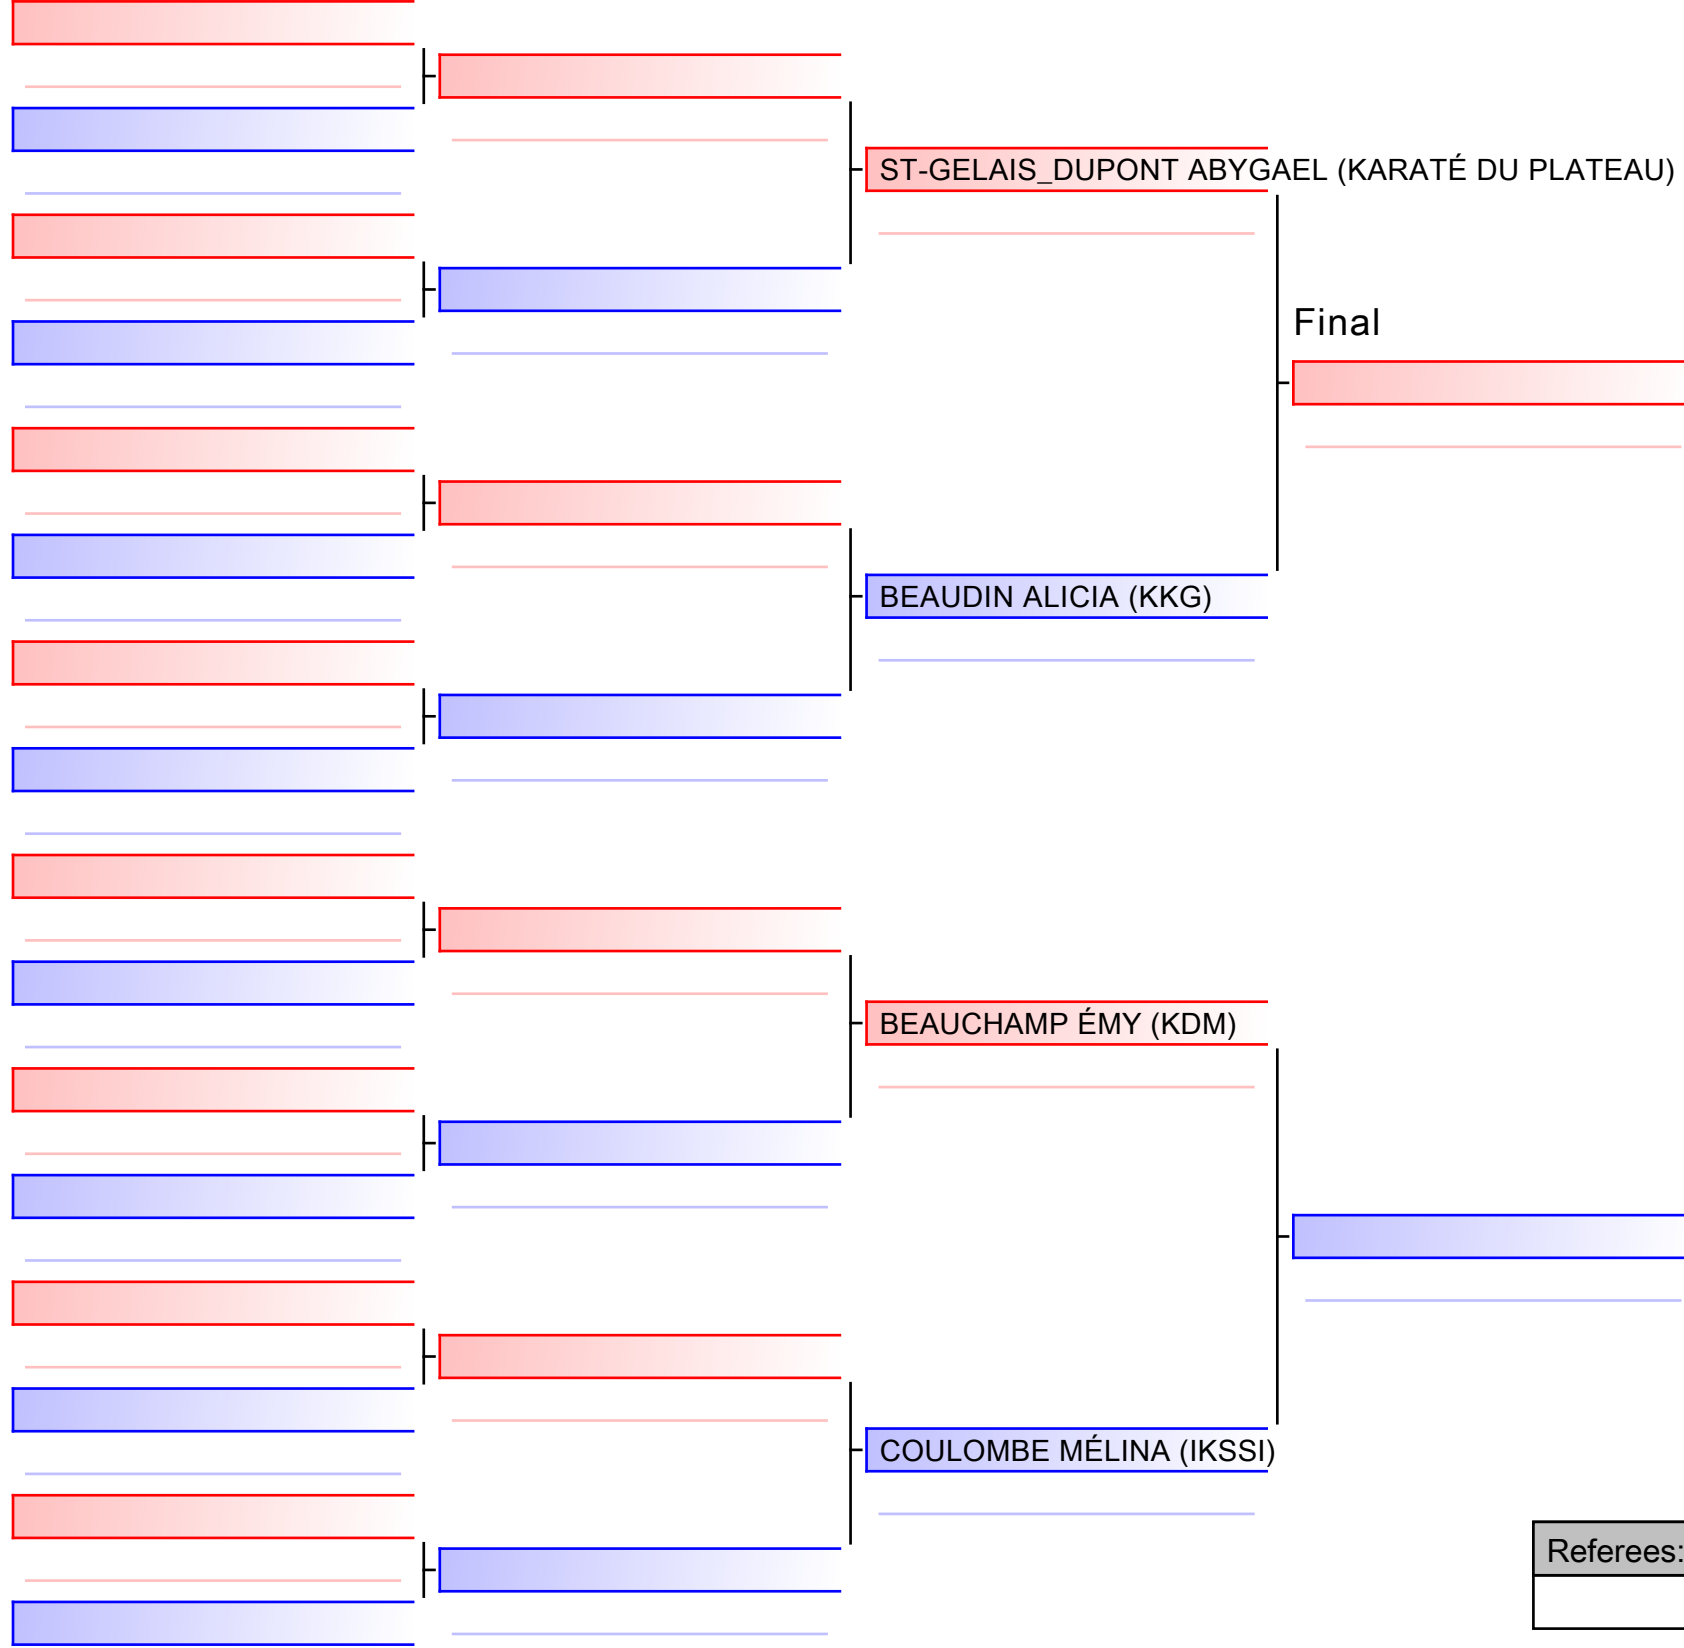 ST-GELAIS_DUPONT ABYGAEL (KARATÉ DU PLATEAU)
Final
BEAUDIN ALICIA (KKG)
BEAUCHAMP ÉMY (KDM)
COULOMBE MÉLINA (IKSSI)
Referees: